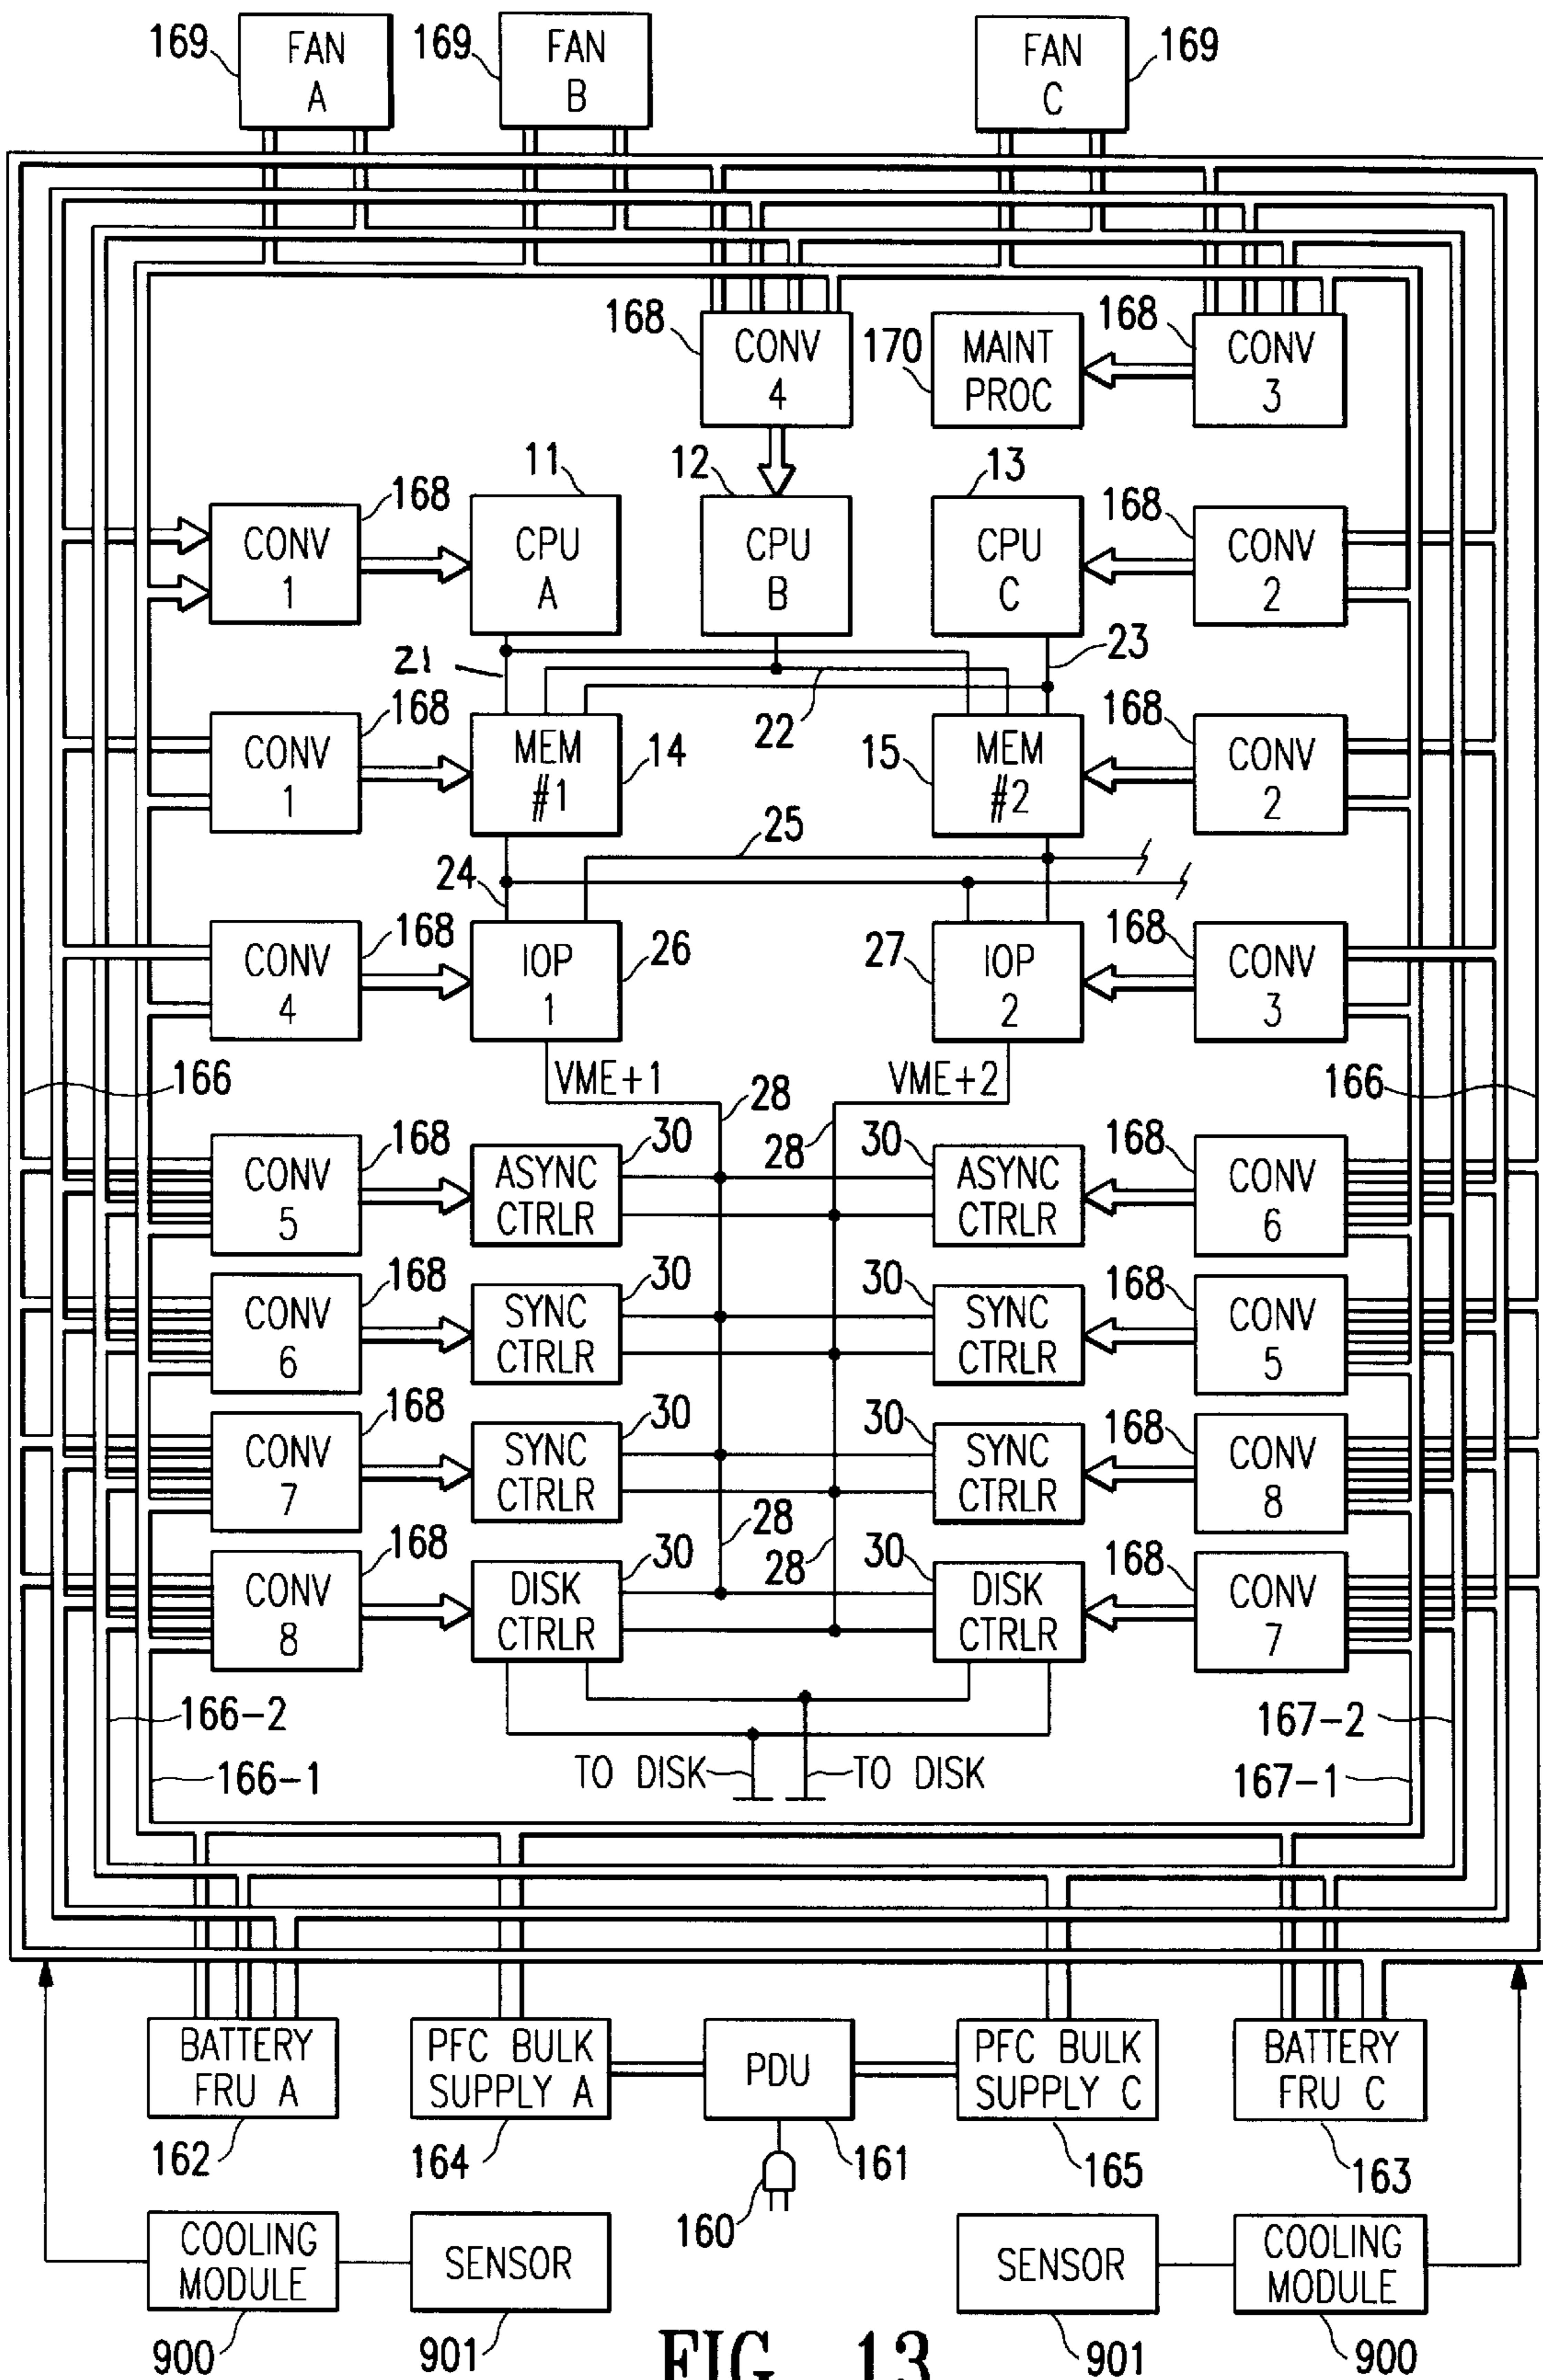 169 FAN A
169 FAN B
FAN C 169
168 CONV 4
170 MAINT PROC
168 CONV 3
CONV 1 168
11 CPU A
12 CPU B
13 CPU C
168 CONV 2
21
22
23
CONV 1 168
MEM #1 14
15 MEM #2
168 CONV 2
24
25
CONV 4 168
IOP 1 26
27 IOP 2
168 CONV 3
166
VME+1
VME+2
166
28
28
CONV 5 168
ASYNC CTRLR 30
30 ASYNC CTRLR
168 CONV 6
CONV 6 168
SYNC CTRLR 30
30 SYNC CTRLR
168 CONV 5
CONV 7 168
SYNC CTRLR 30
30 SYNC CTRLR
168 CONV 8
28
28
CONV 8 168
DISK CTRLR 30
30 DISK CTRLR
168 CONV 7
166-2
167-2
166-1
TO DISK
TO DISK
167-1
BATTERY FRU A
PFC BULK SUPPLY A
PDU
PFC BULK SUPPLY C
BATTERY FRU C
162
164
161
165
163
160
COOLING MODULE
SENSOR
SENSOR
COOLING MODULE
900
901
901
900
FIG. 13